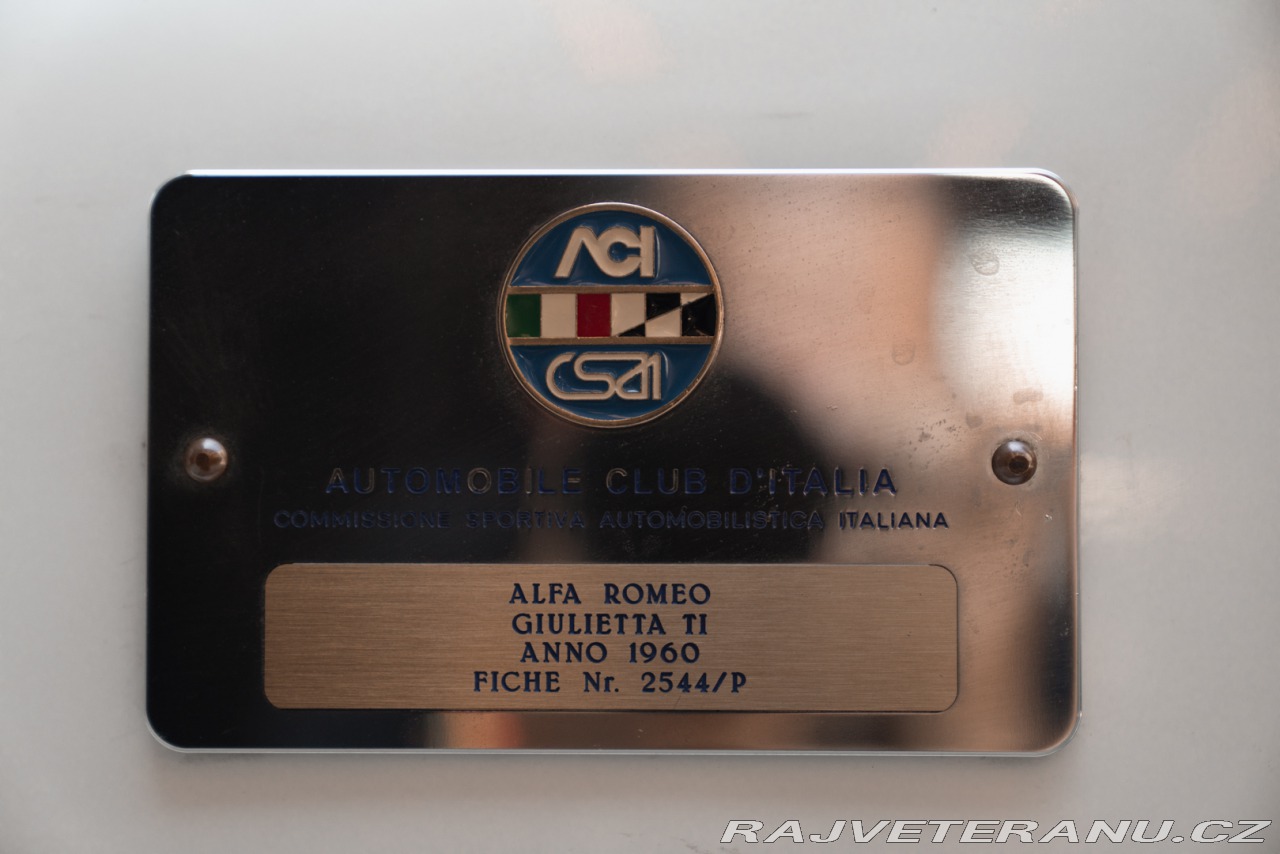 ACI
CSAI
AUTOMOBILE CLUB D'ITALIA
COMMISSIONE SPORTIVA AUTOMOBILISTICA ITALIANA
ALFA ROMEO
GIULIETTA TI
ANNO 1960
FICHE Nr. 2544/P
RAJVETERANU.CZ